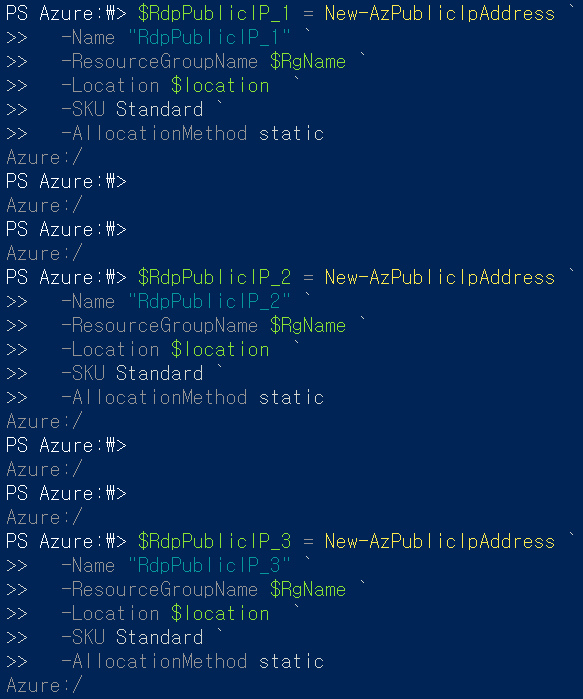 PS Azure:₩> $RdpPublicIP_1 = New-AzPublicIpAddress `
>>   -Name "RdpPublicIP_1" `
>>   -ResourceGroupName $RgName `
>>   -Location $location  `
>>   -SKU Standard `
>>   -AllocationMethod static
Azure:/
PS Azure:₩>
Azure:/
PS Azure:₩>
Azure:/
PS Azure:₩> $RdpPublicIP_2 = New-AzPublicIpAddress `
>>   -Name "RdpPublicIP_2" `
>>   -ResourceGroupName $RgName `
>>   -Location $location  `
>>   -SKU Standard `
>>   -AllocationMethod static
Azure:/
PS Azure:₩>
Azure:/
PS Azure:₩>
Azure:/
PS Azure:₩> $RdpPublicIP_3 = New-AzPublicIpAddress `
>>   -Name "RdpPublicIP_3" `
>>   -ResourceGroupName $RgName `
>>   -Location $location  `
>>   -SKU Standard `
>>   -AllocationMethod static
Azure:/